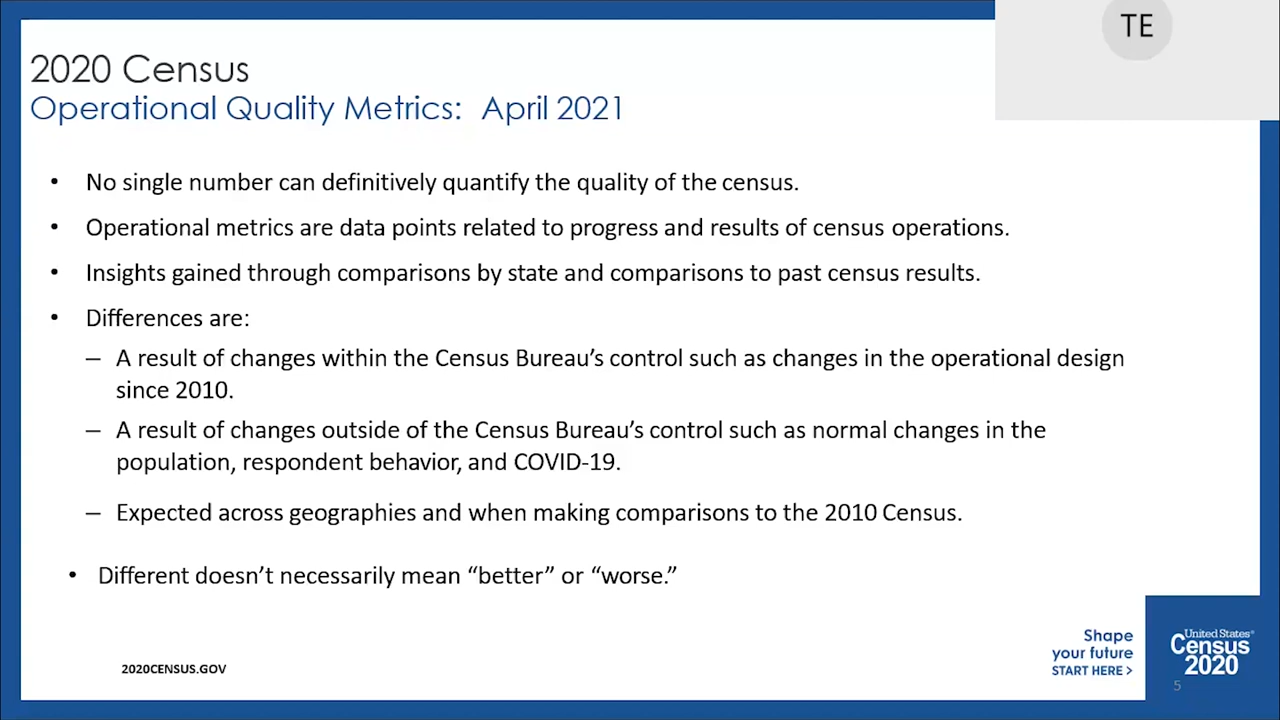 TE
2020 Census
Operational Quality Metrics: April 2021
• No single number can definitively quantify the quality of the census.
• Operational metrics are data points related to progress and results of census operations.
• Insights gained through comparisons by state and comparisons to past census results.
• Differences are:
– A result of changes within the Census Bureau’s control such as changes in the operational design
since 2010.
– A result of changes outside of the Census Bureau’s control such as normal changes in the
population, respondent behavior, and COVID-19.
– Expected across geographies and when making comparisons to the 2010 Census.
• Different doesn’t necessarily mean “better” or “worse.”
2020CENSUS.GOV
Shape
your future
START HERE >
United States®
Census
2020
5